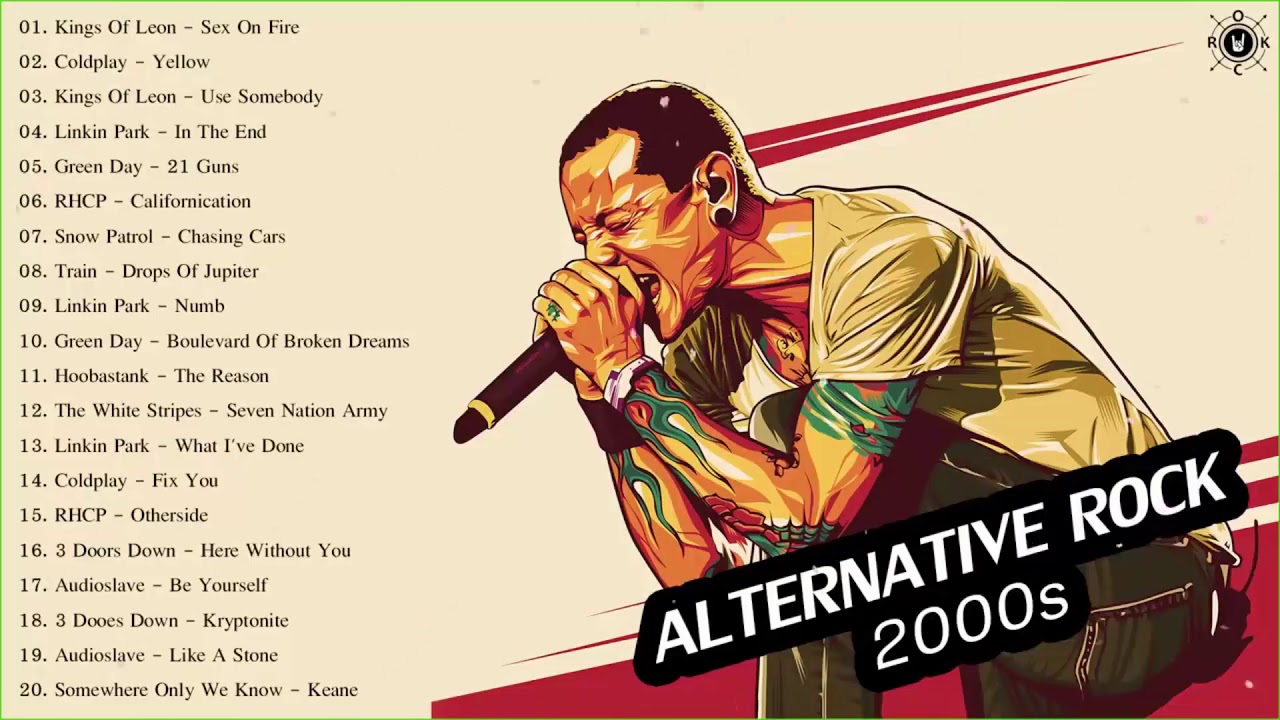 01. Kings Of Leon – Sex On Fire
02. Coldplay – Yellow
03. Kings Of Leon – Use Somebody
04. Linkin Park – In The End
05. Green Day – 21 Guns
06. RHCP – Californication
07. Snow Patrol – Chasing Cars
08. Train – Drops Of Jupiter
09. Linkin Park – Numb
10. Green Day – Boulevard Of Broken Dreams
11. Hoobastank – The Reason
12. The White Stripes – Seven Nation Army
13. Linkin Park – What I've Done
14. Coldplay – Fix You
15. RHCP – Otherside
16. 3 Doors Down – Here Without You
17. Audioslave – Be Yourself
18. 3 Dooes Down – Kryptonite
19. Audioslave – Like A Stone
20. Somewhere Only We Know – Keane
ROCK
ALTERNATIVE ROCK
2000s